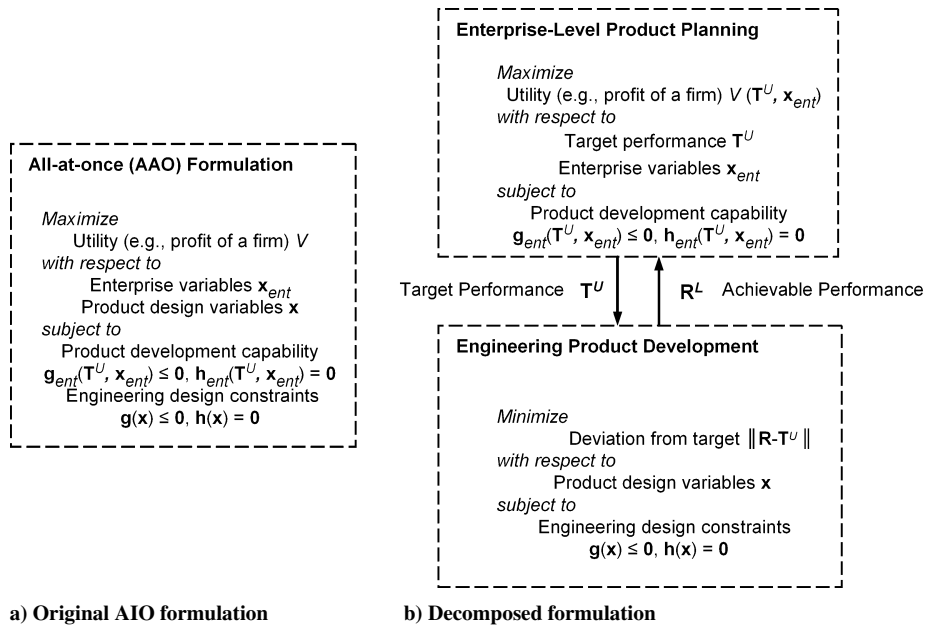 All-at-once (AAO) Formulation
Maximize
Utility (e.g., profit of a firm) V
with respect to
Enterprise variables x_ent
Product design variables x
subject to
Product development capability
g_ent(T^U, x_ent) ≤ 0, h_ent(T^U, x_ent) = 0
Engineering design constraints
g(x) ≤ 0, h(x) = 0
a) Original AIO formulation
Enterprise-Level Product Planning
Maximize
Utility (e.g., profit of a firm) V (T^U, x_ent)
with respect to
Target performance T^U
Enterprise variables x_ent
subject to
Product development capability
g_ent(T^U, x_ent) ≤ 0, h_ent(T^U, x_ent) = 0
Target Performance T^U R^L Achievable Performance
Engineering Product Development
Minimize
Deviation from target ‖R-T^U‖
with respect to
Product design variables x
subject to
Engineering design constraints
g(x) ≤ 0, h(x) = 0
b) Decomposed formulation